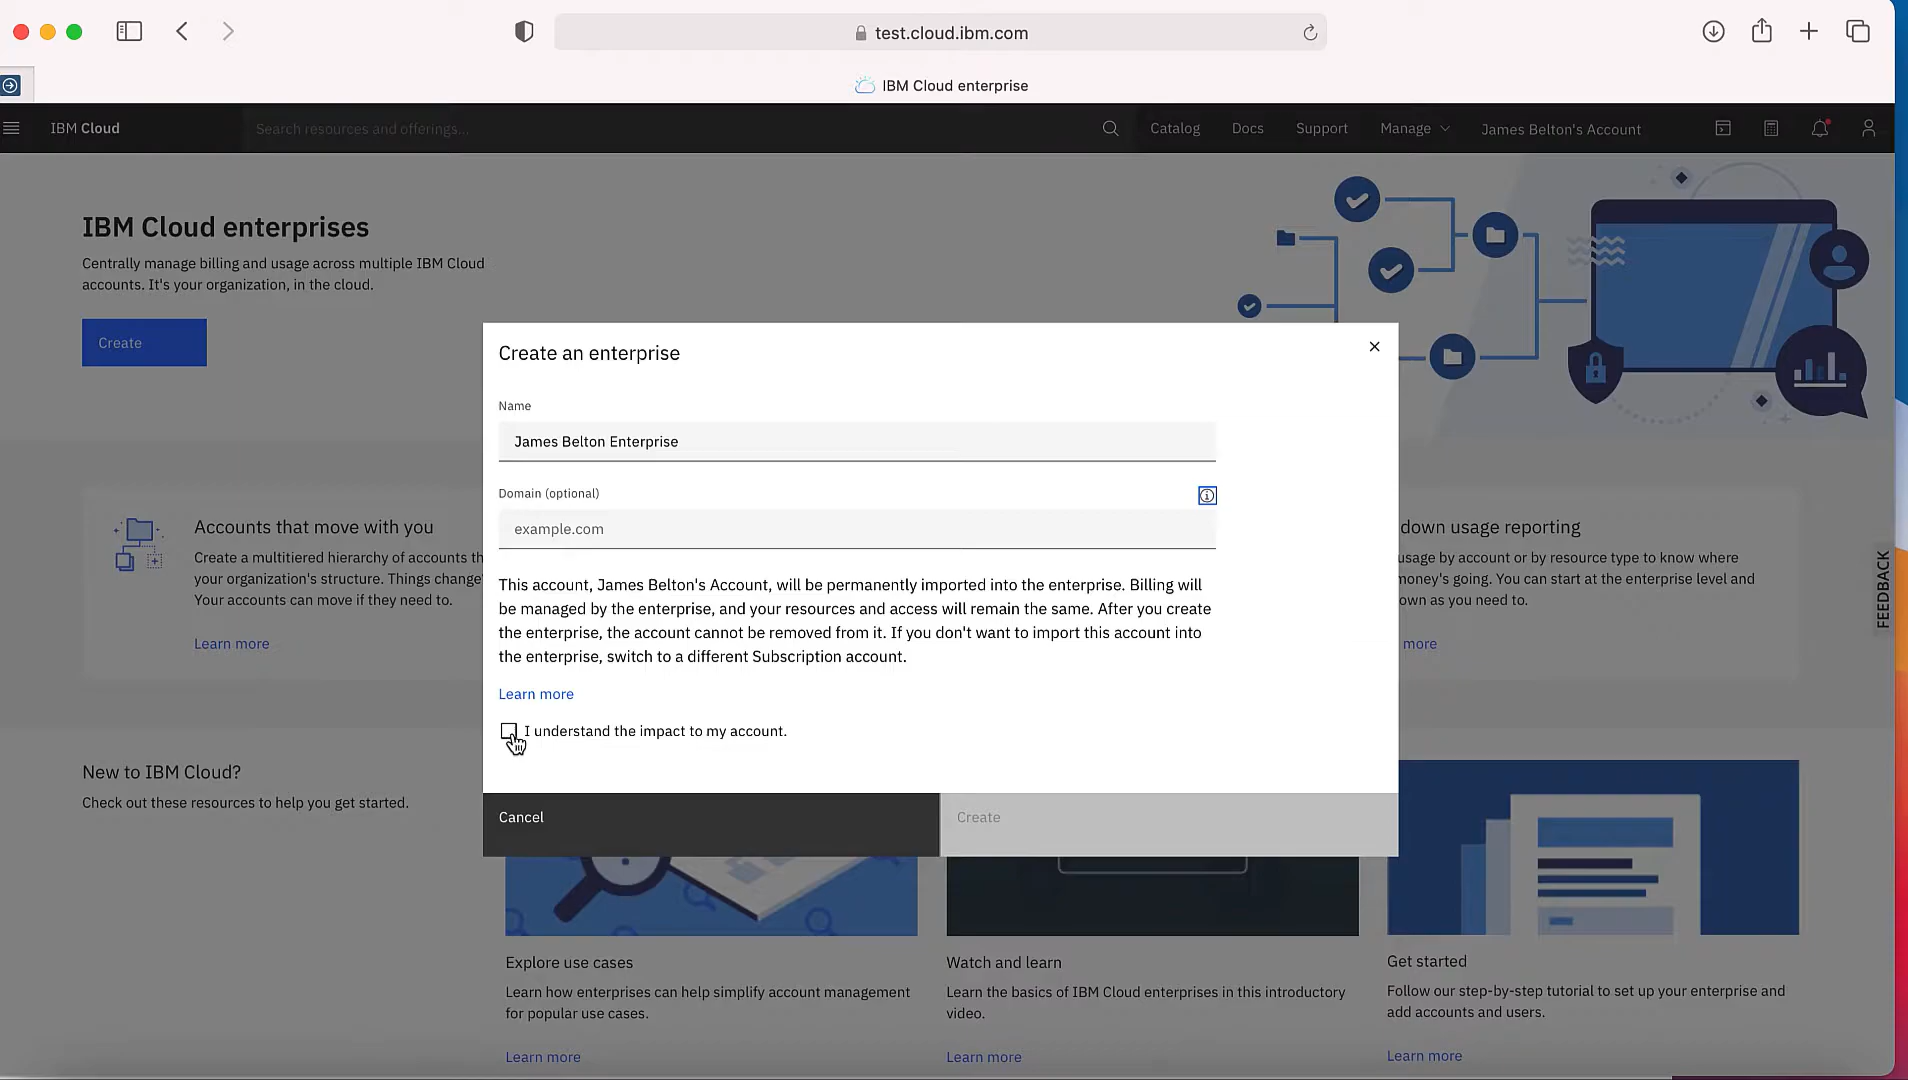 test.cloud.ibm.com
IBM Cloud enterprise
IBM Cloud
Search resources and offerings...
Catalog
Docs
Support
Manage
James Belton's Account
IBM Cloud enterprises
Centrally manage billing and usage across multiple IBM Cloud
accounts. It's your organization, in the cloud.
Create
Create an enterprise
Name
James Belton Enterprise
Domain (optional)
example.com
This account, James Belton's Account, will be permanently imported into the enterprise. Billing will
be managed by the enterprise, and your resources and access will remain the same. After you create
the enterprise, the account cannot be removed from it. If you don't want to import this account into
the enterprise, switch to a different Subscription account.
Learn more
I understand the impact to my account.
Cancel
Create
Accounts that move with you
Create a multitiered hierarchy of accounts th
your organization's structure. Things change
Your accounts can move if they need to.
Learn more
down usage reporting
usage by account or by resource type to know where
money's going. You can start at the enterprise level and
own as you need to.
more
FEEDBACK
New to IBM Cloud?
Check out these resources to help you get started.
Explore use cases
Learn how enterprises can help simplify account management
for popular use cases.
Learn more
Watch and learn
Learn the basics of IBM Cloud enterprises in this introductory
video.
Learn more
Get started
Follow our step-by-step tutorial to set up your enterprise and
add accounts and users.
Learn more